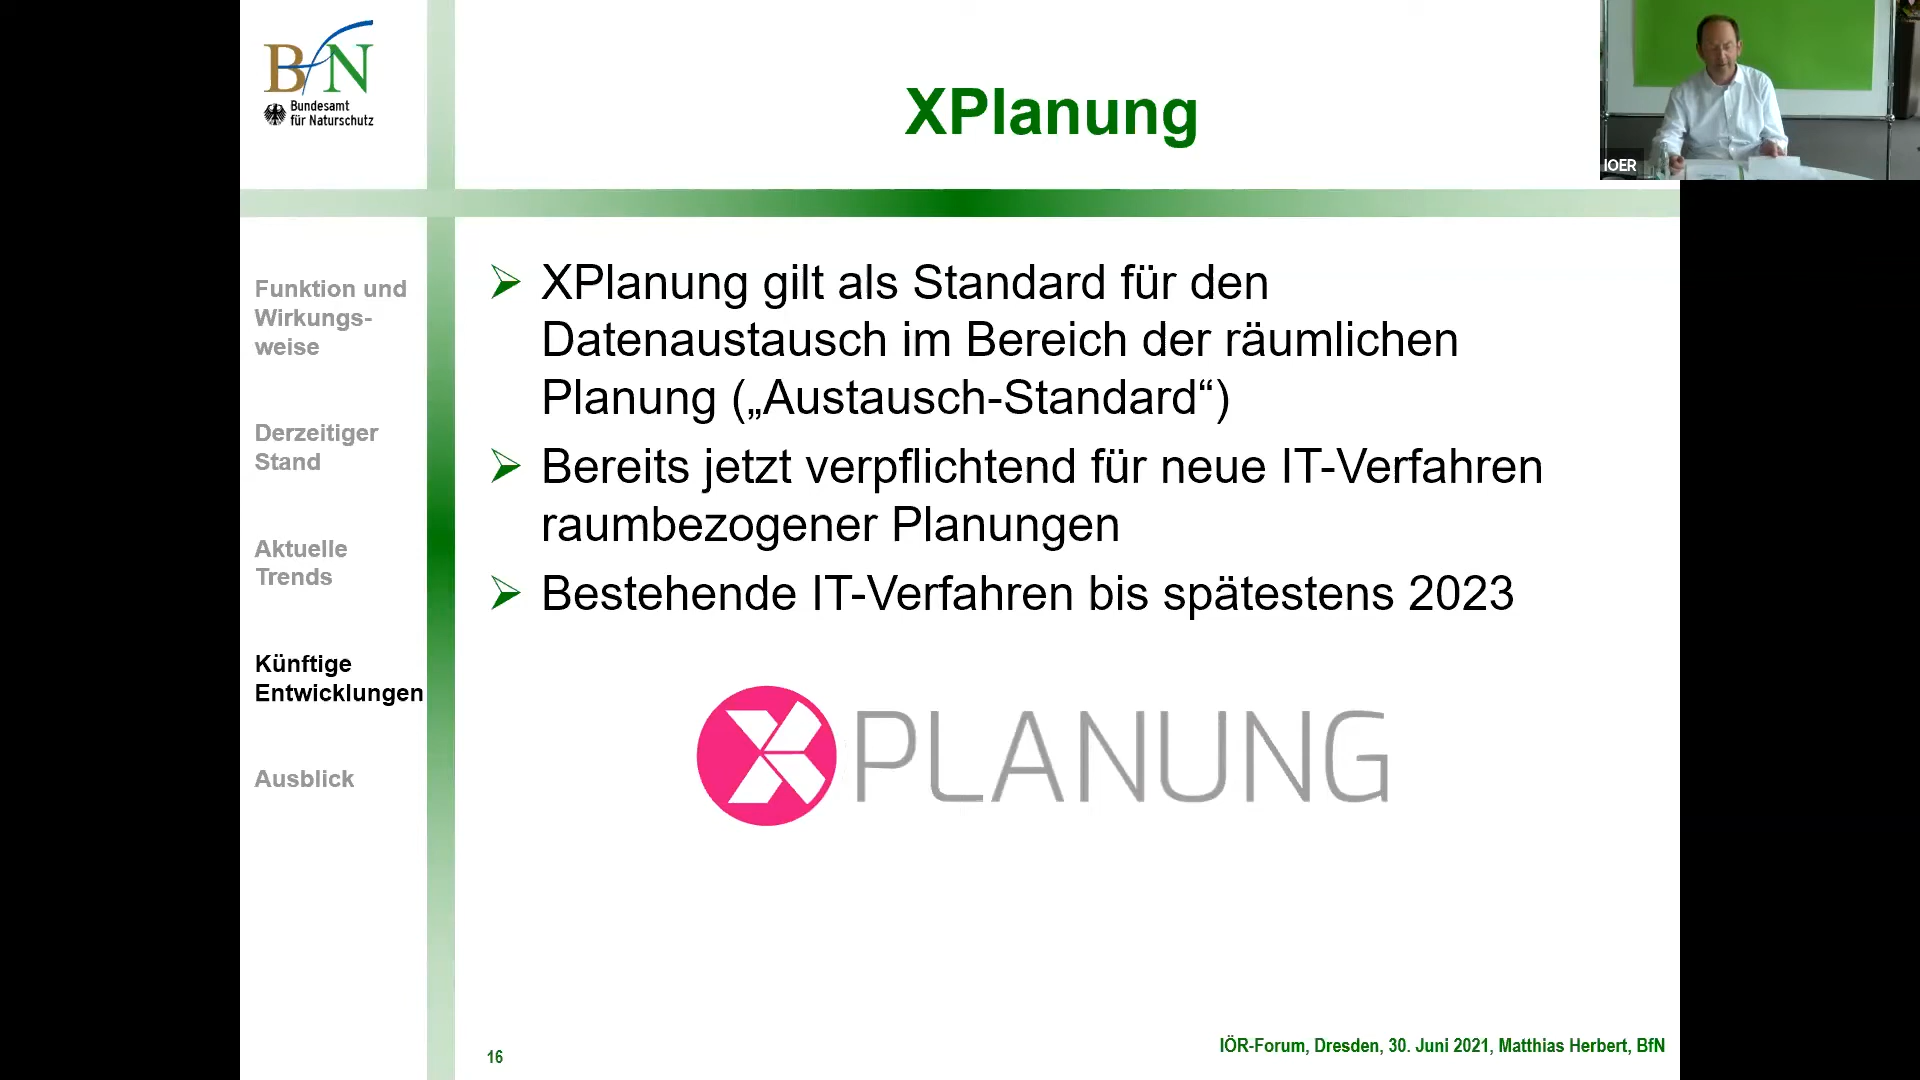 BfN
Bundesamt
für Naturschutz
XPlanung
IOER
Funktion und
Wirkungs-
weise
Derzeitiger
Stand
Aktuelle
Trends
Künftige
Entwicklungen
Ausblick
XPlanung gilt als Standard für den
Datenaustausch im Bereich der räumlichen
Planung („Austausch-Standard“)
Bereits jetzt verpflichtend für neue IT-Verfahren
raumbezogener Planungen
Bestehende IT-Verfahren bis spätestens 2023
XPLANUNG
16
IÖR-Forum, Dresden, 30. Juni 2021, Matthias Herbert, BfN